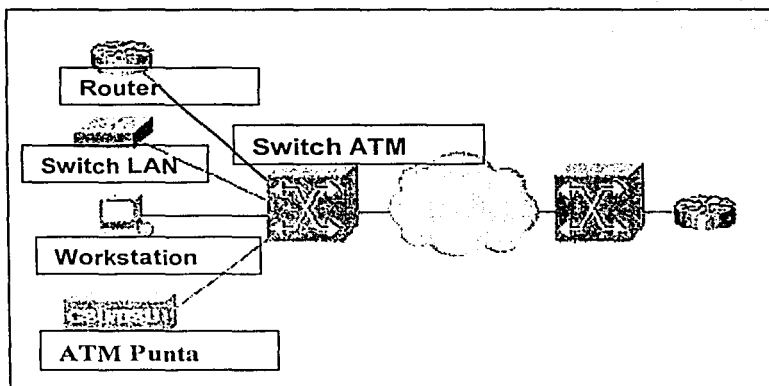 Router
Switch ATM
Switch LAN
Workstation
ATM Punta